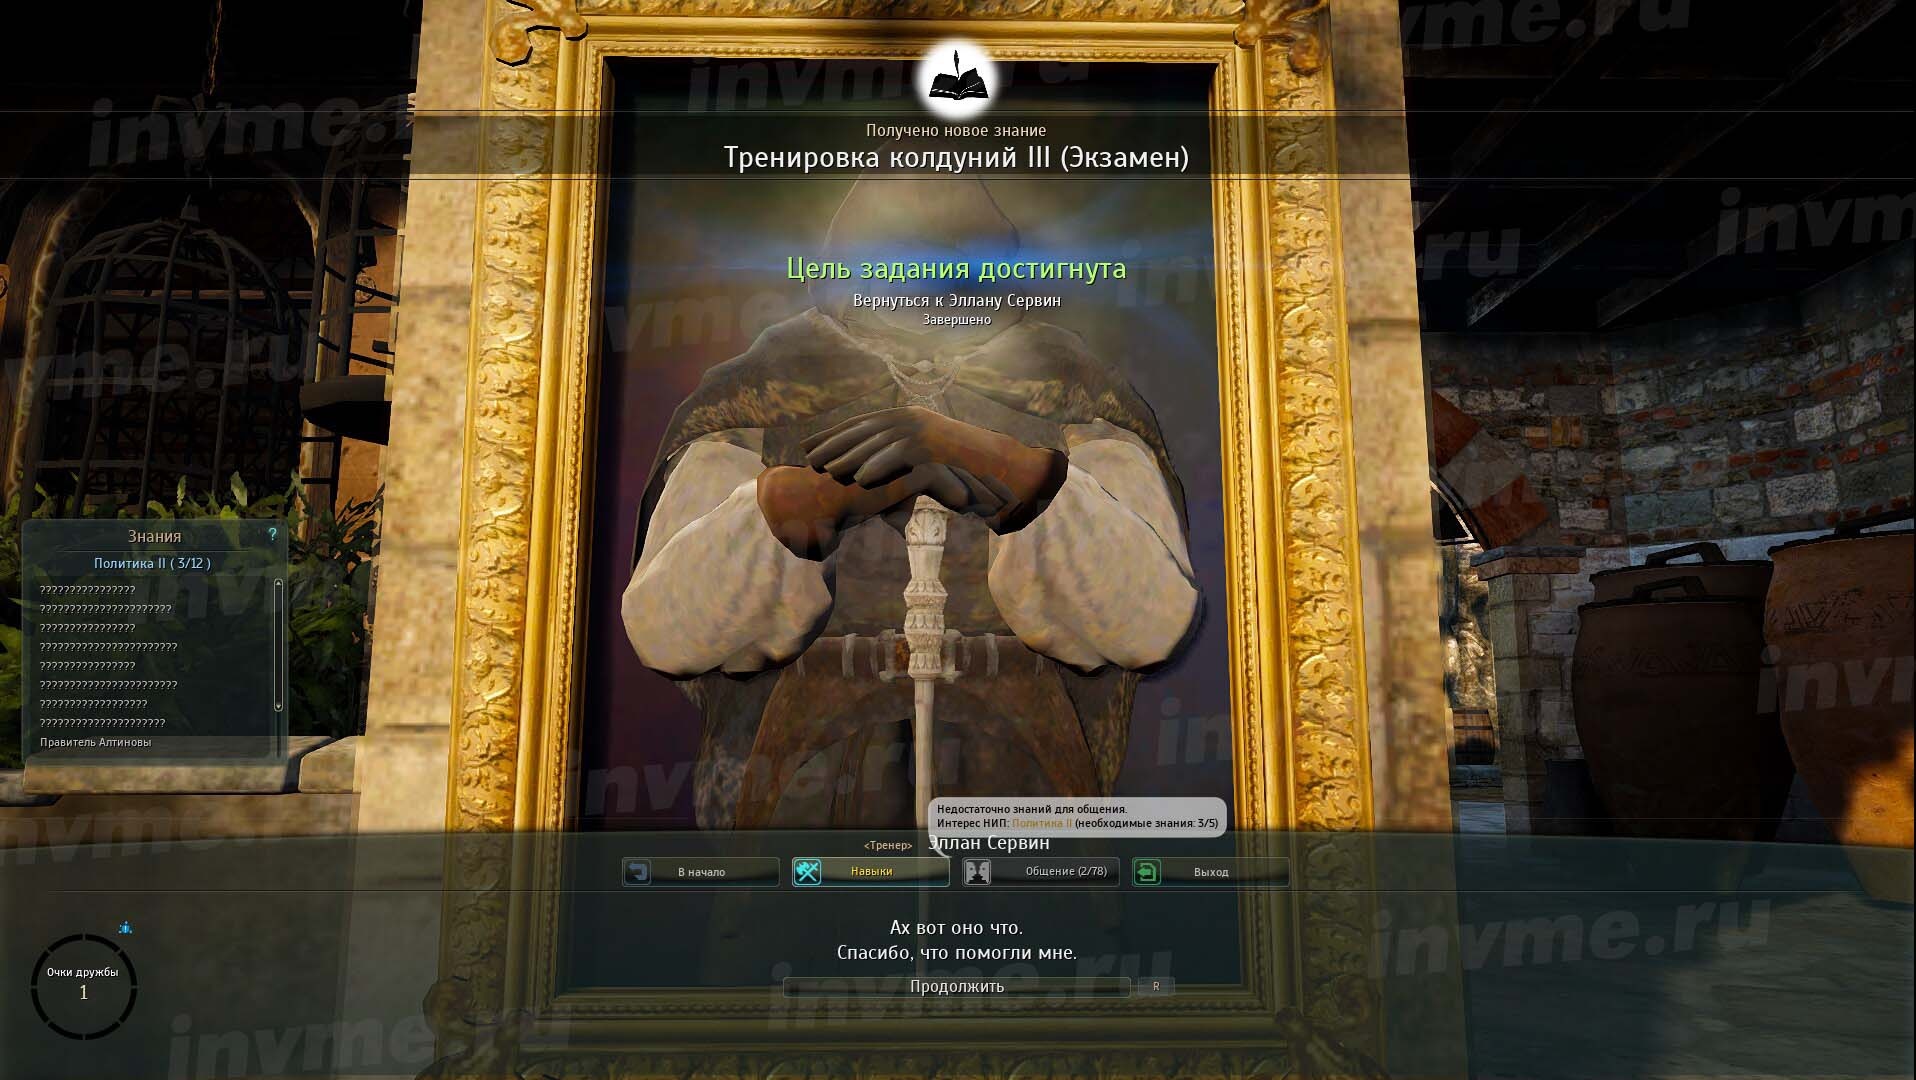 Получено новое знание
Тренировка колдуний III (Экзамен)
Цель задания достигнута
Вернуться к Эллану Сервин
Завершено
Знания
?
Политика II ( 3/12 )
????????????????
??????????????????????
????????????????
???????????????????????
????????????????
???????????????????????
??????????????????
?????????????????????
Правитель Алтиновы
Недостаточно знаний для общения.
Интерес НИП: Политика II (необходимые знания: 3/5)
<Тренер> Эллан Сервин
В начало
Навыки
Общение (2/78)
Выход
Ах вот оно что.
Спасибо, что помогли мне.
Продолжить
R
Очки дружбы
1
invme.ru